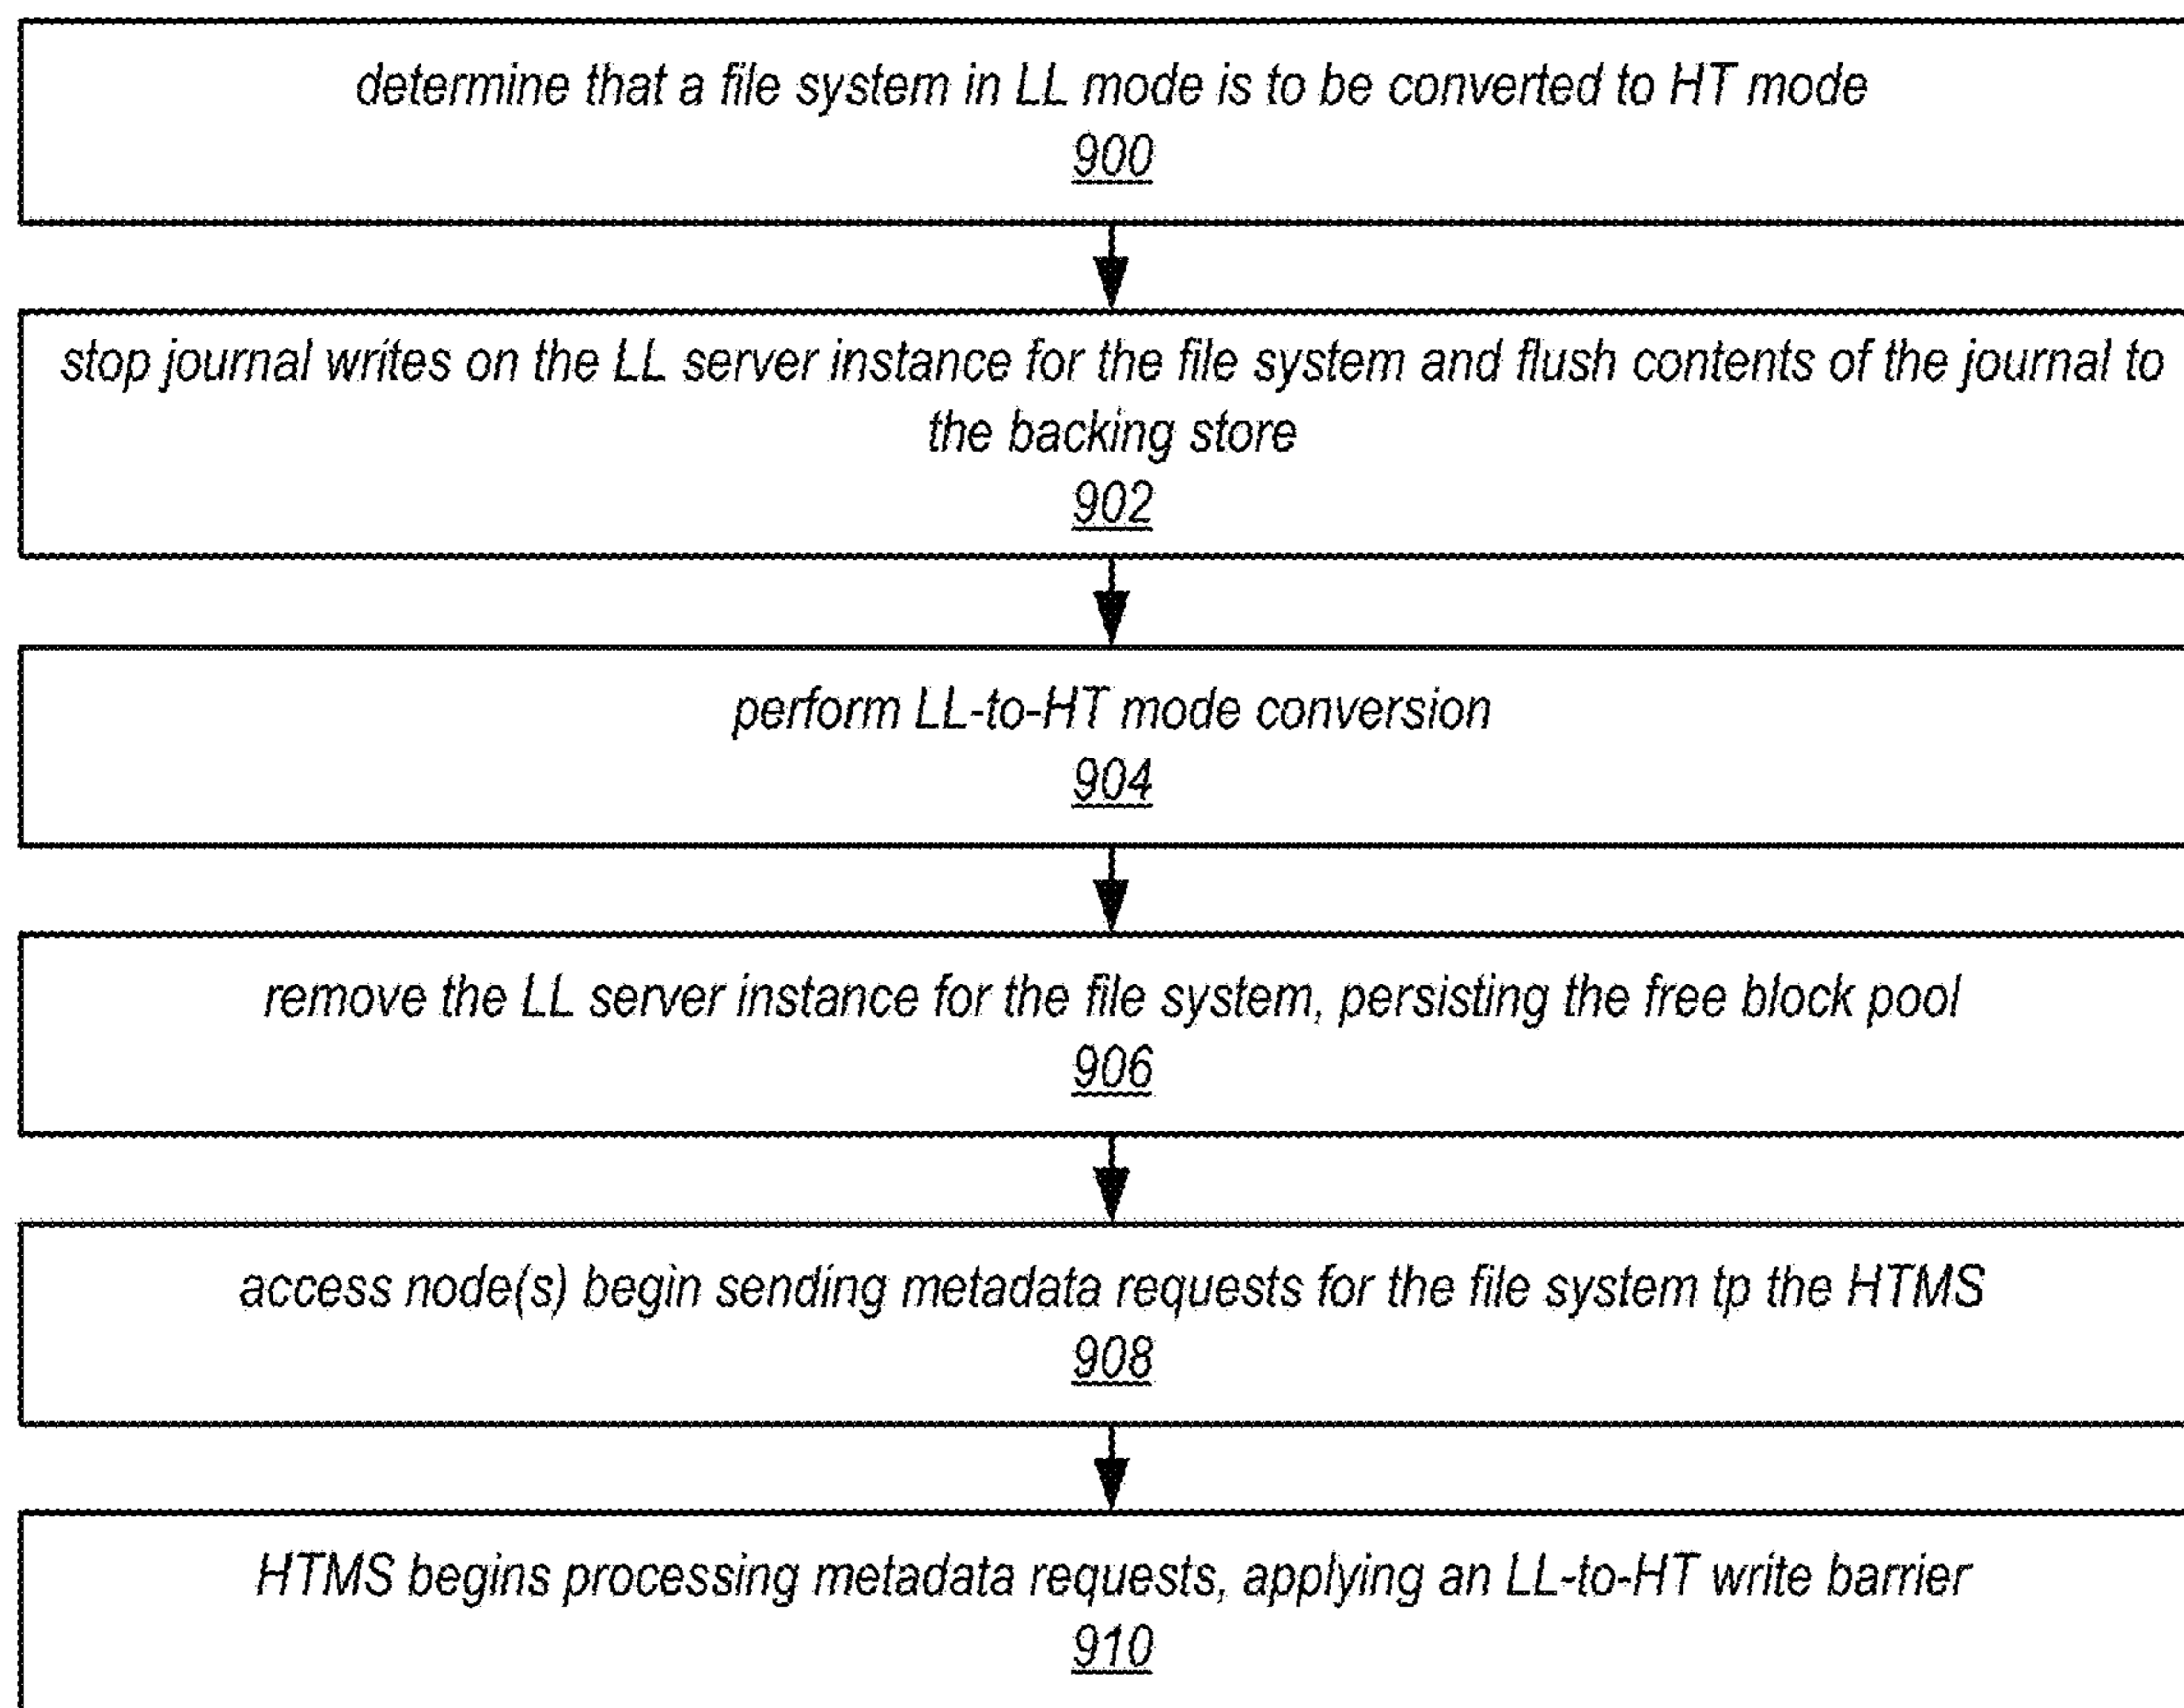 determine that a file system in LL mode is to be converted to HT mode
900
stop journal writes on the LL server instance for the file system and flush contents of the journal to
the backing store
902
perform LL-to-HT mode conversion
904
remove the LL server instance for the file system, persisting the free block pool
906
access node(s) begin sending metadata requests for the file system tp the HTMS
908
HTMS begins processing metadata requests, applying an LL-to-HT write barrier
910